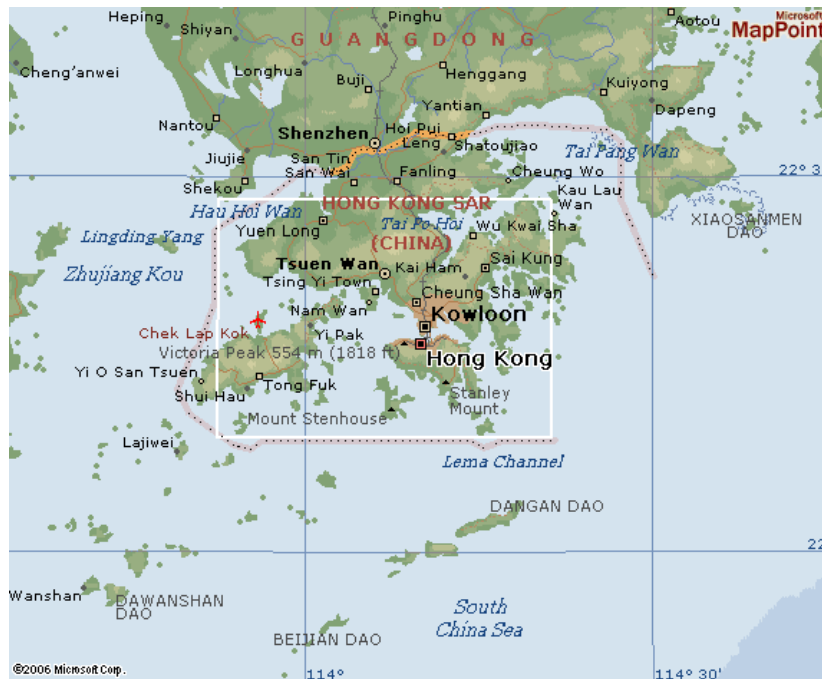 Microsoft
MapPoint
Heping
Pinghu
Aotou
Shiyan
GUANGDONG
Cheng'anwei
Longhua
Henggang
Buji
Kuiyong
Yantian
Dapeng
Nantou
Shenzhen
Hoi Pui
Leng
Shatoujiao
Jiujie
San Tin
Tai Pang Wan
San Wai
Fanling
Cheung Wo
22° 3
Shekou
Kau Lau
Wan
HONG KONG SAR
(CHINA)
Hau Hoi Wan
Tai Po Hoi
XIAOSANMEN
DAO
Yuen Long
Wu Kwai Sha
Lingding Yang
Zhujiang Kou
Tsuen Wan
Kai Ham
Sai Kung
Tsing Yi Town
Cheung Sha Wan
Nam Wan
Kowloon
Chek Lap Kok
Yi Pak
Victoria Peak 554 m (1818 ft)
Hong Kong
Yi O San Tsuen
Tong Fuk
Shui Hau
Stanley
Mount
Mount Stenhouse
Lajiwei
Lema Channel
DANGAN DAO
22
Wanshan
DAWANSHAN
DAO
South
China Sea
BEIJIAN DAO
©2006 Microsoft Corp.
114°
114° 30'